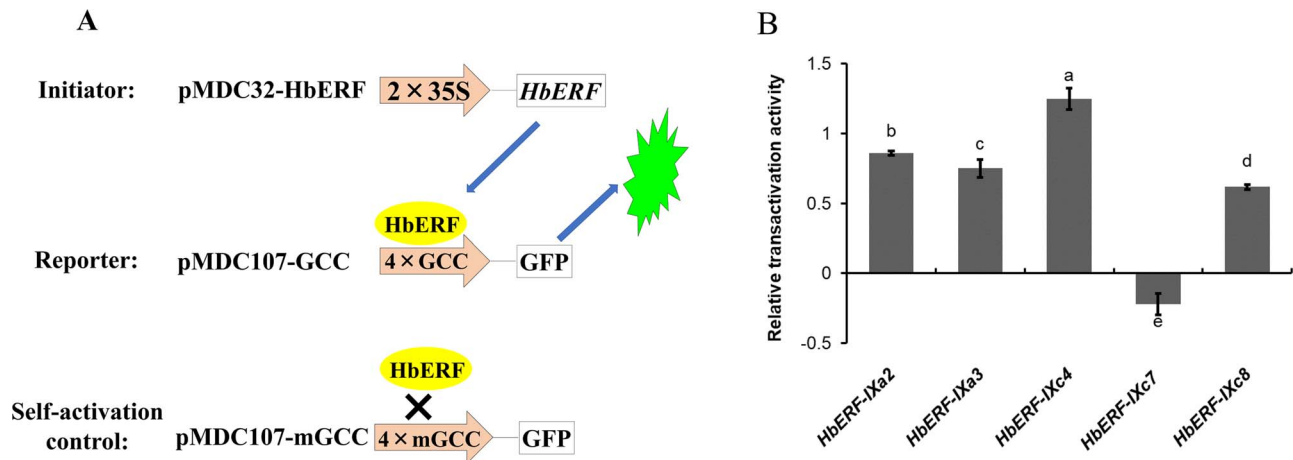 A
Initiator: pMDC32-HbERF 2 × 35S HbERF
HbERF
Reporter: pMDC107-GCC 4 × GCC GFP
HbERF
Self-activation
control: pMDC107-mGCC 4 × mGCC GFP
B
Relative transactivation activity
1.5
1
0.5
0
-0.5
b
c
a
e
d
HbERF-IXa2
HbERF-IXa3
HbERF-IXc4
HbERF-IXc7
HbERF-IXc8